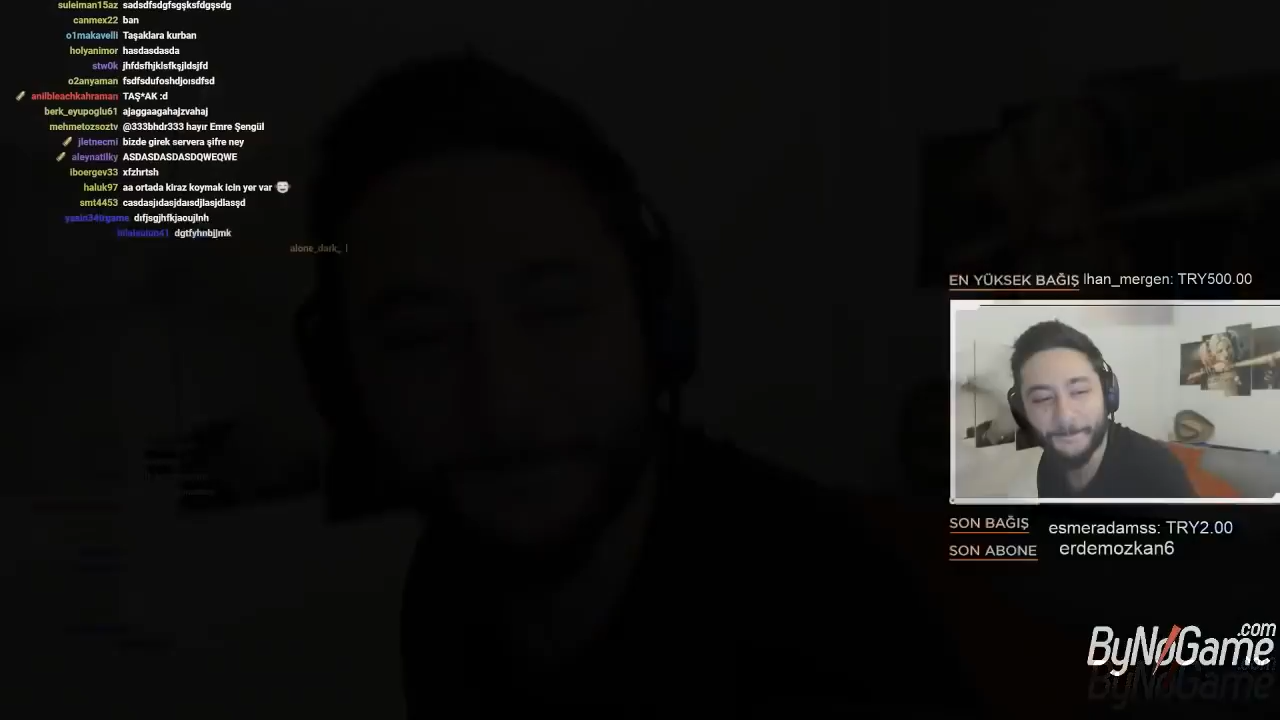 suleiman15az sadsdfsdgfsgşksfdgşsdg
canmex22 ban
o1makavelli Taşaklara kurban
holyanimor hasdasdasda
stw0k jhfdsfhjklsfkşjldsjfd
o2anyaman fsdfsdufoshdjoısdfsd
anilbleachkahraman TAŞ*AK :d
berk_eyupoglu61 ajaggaagahajzvahaj
mehmetozsoztv @333bhdr333 hayır Emre Şengül
jletnecmi bizde girek servera şifre ney
aleynatilky ASDASDASDASDQWEQWE
iboergev33 xfzhrtsh
haluk97 aa ortada kiraz koymak icin yer var
smt4453 casdasjıdasjdaısdjlasjdlasşd
drfjsgjhfkjaoujlnh
dgtfyhnbjjmk
alone_dark_
EN YÜKSEK BAĞIŞ lhan_mergen: TRY500.00
SON BAĞIŞ esmeradamss: TRY2.00
SON ABONE erdemozkan6
ByNoGame.com